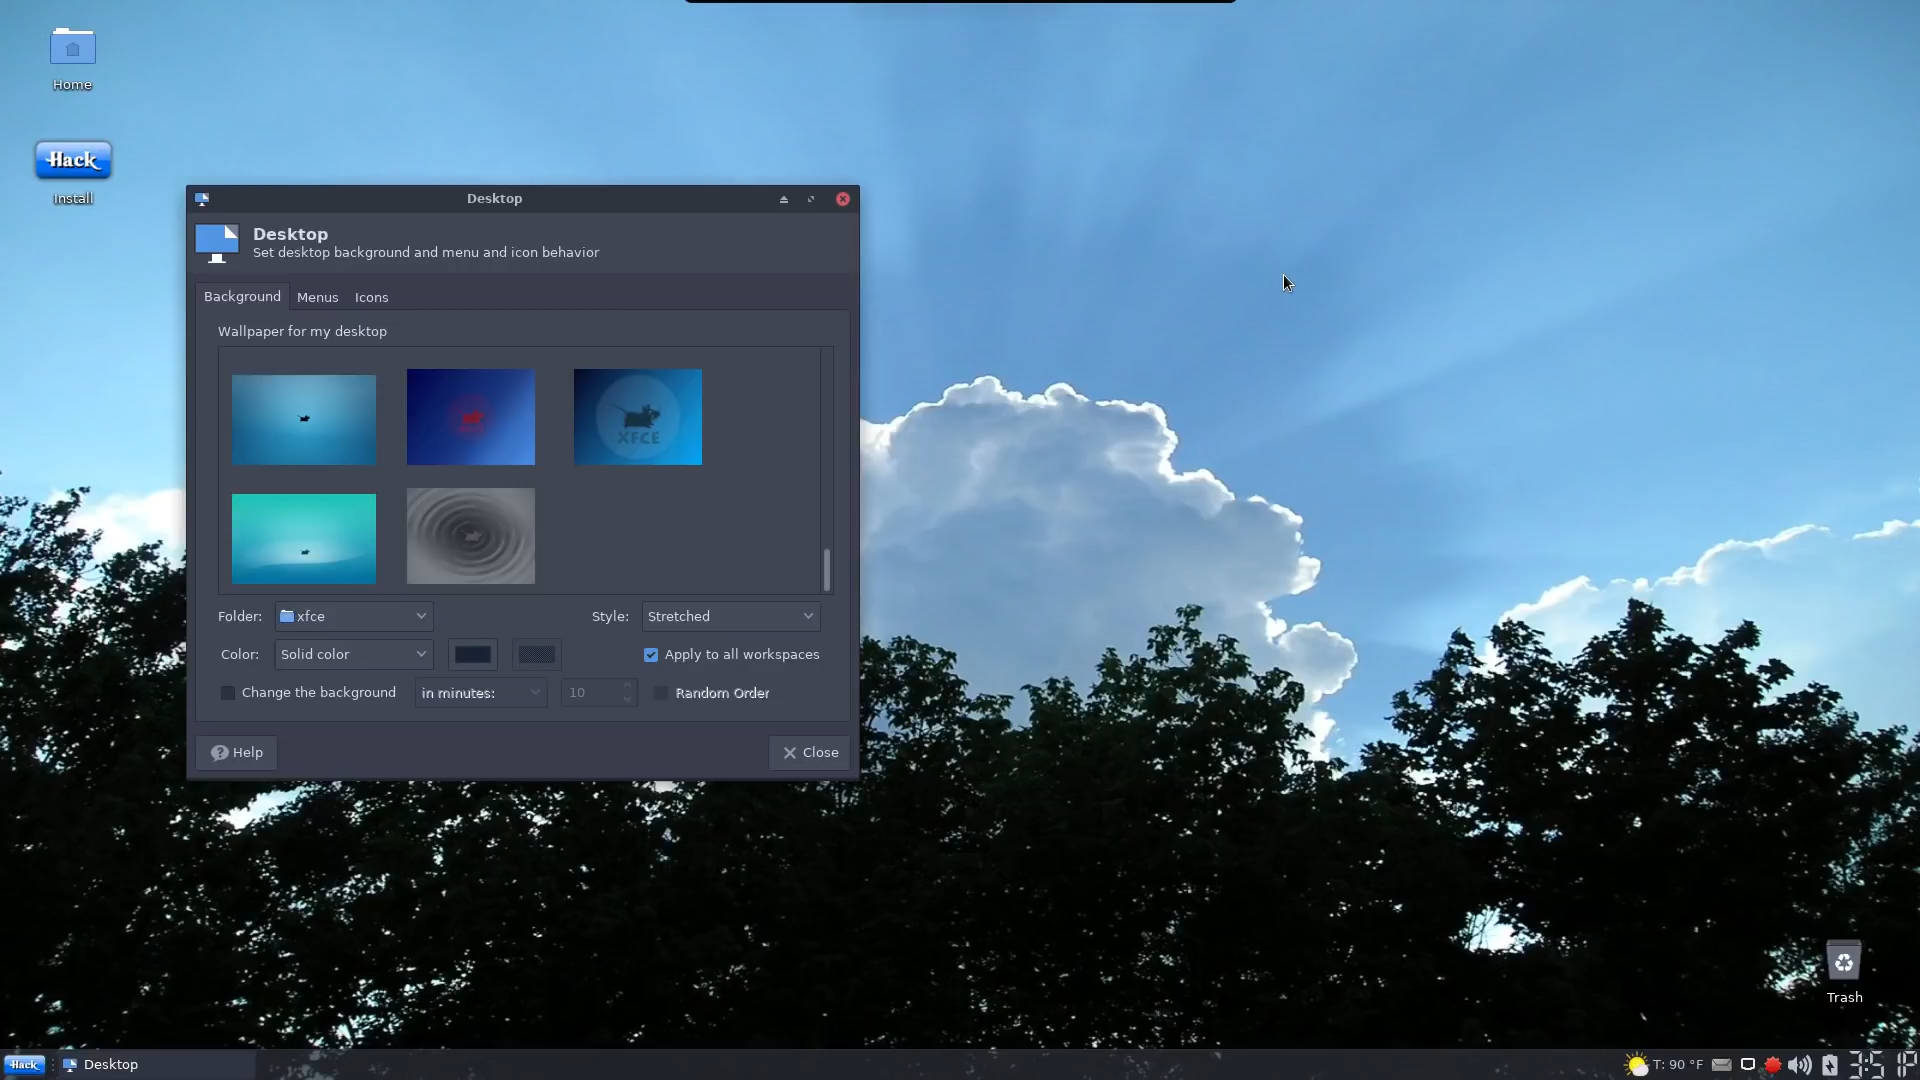 Home
Hack
Install
Desktop
Desktop
Set desktop background and menu and icon behavior
Background Menus Icons
Wallpaper for my desktop
XFCE
Folder: xfce Style: Stretched
Color: Solid color Apply to all workspaces
Change the background in minutes: 10 Random Order
Help Close
Trash
Hack Desktop T: 90 °F 3:51P